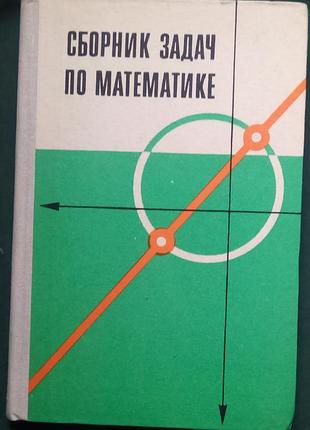 СБОРНИК ЗАДАЧ
ПО МАТЕМАТИКЕ